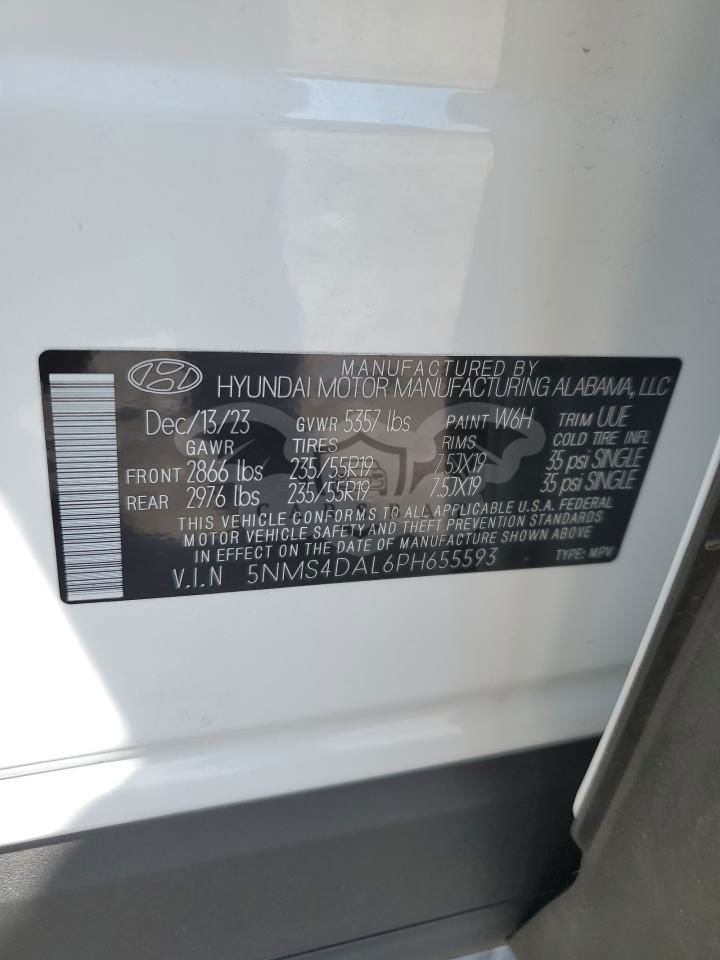 MANUFACTURED BY
HYUNDAI MOTOR MANUFACTURING ALABAMA, LLC
Dec/13/23 GVWR 5357 lbs PAINT W6H TRIM UUE
GAWR TIRES RIMS COLD TIRE INFL
FRONT 2866 lbs 235/55R19 7.5JX19 35 psi SINGLE
REAR 2976 lbs 235/55R19 7.5JX19 35 psi SINGLE
THIS VEHICLE CONFORMS TO ALL APPLICABLE U.S.A. FEDERAL
MOTOR VEHICLE SAFETY AND THEFT PREVENTION STANDARDS
IN EFFECT ON THE DATE OF MANUFACTURE SHOWN ABOVE
V.I.N 5NMS4DAL6PH655593 TYPE: MPV